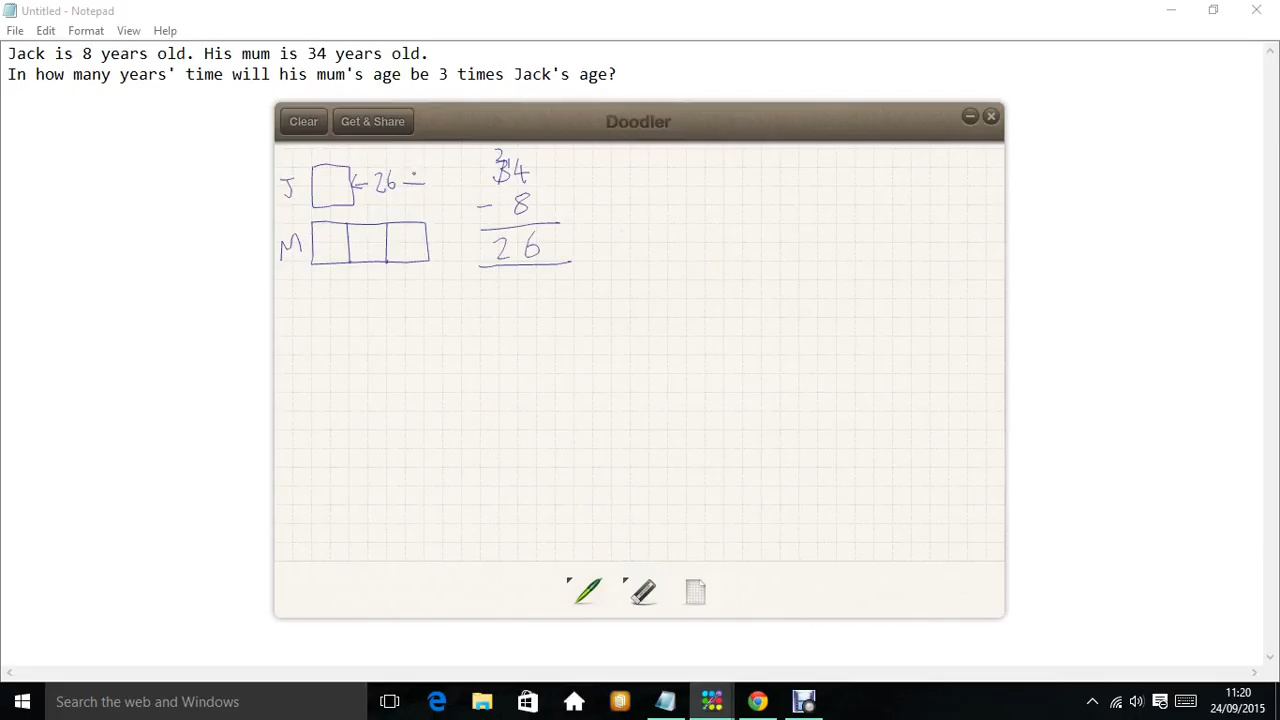 Untitled - Notepad
File Edit Format View Help
Jack is 8 years old. His mum is 34 years old.
In how many years' time will his mum's age be 3 times Jack's age?
Clear Get & Share Doodler
J ←26
M
2
34
- 8
26
Search the web and Windows
11:20
24/09/2015